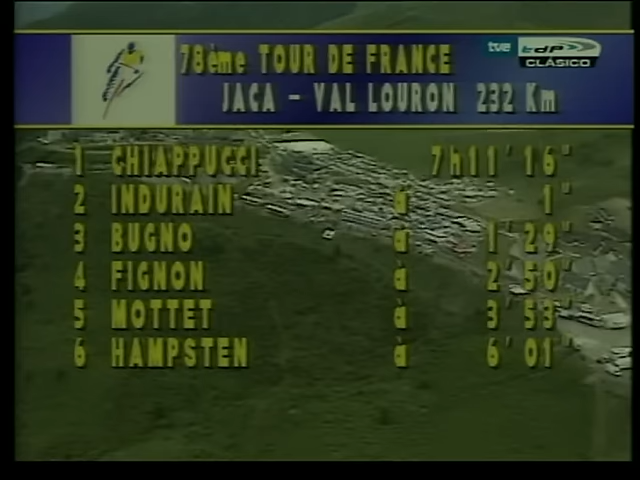 78ème TOUR DE FRANCE
tve tdp
CLÁSICO
JACA - VAL LOURON 232 Km
1 CHIAPPUCCI 7h11'16"
2 INDURAIN à 1"
3 BUGNO à 1'29"
4 FIGNON à 2'50"
5 MOTTET à 3'53"
6 HAMPSTEN à 6'01"